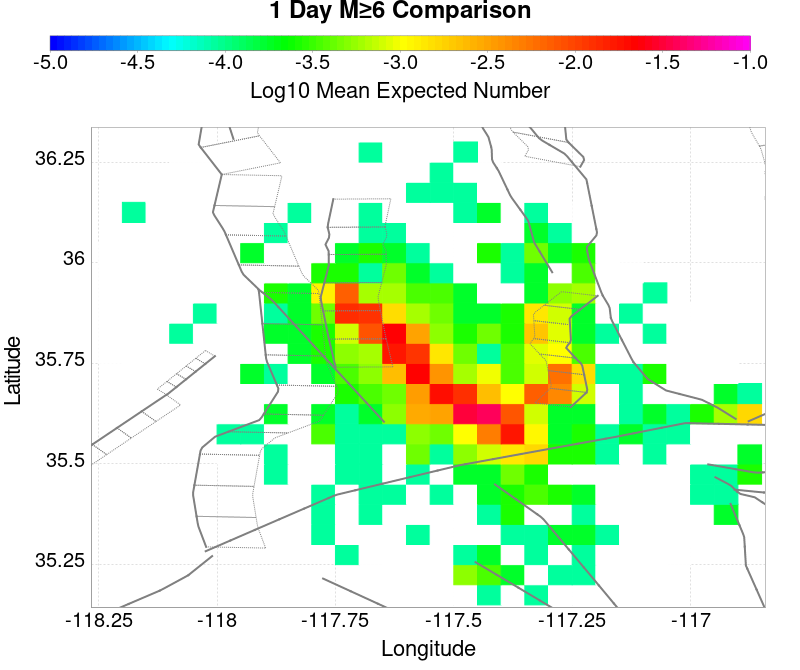 1 Day M≥6 Comparison
-5.0 -4.5 -4.0 -3.5 -3.0 -2.5 -2.0 -1.5 -1.0
Log10 Mean Expected Number
36.25
36
35.75
35.5
35.25
Latitude
-118.25 -118 -117.75 -117.5 -117.25 -117
Longitude